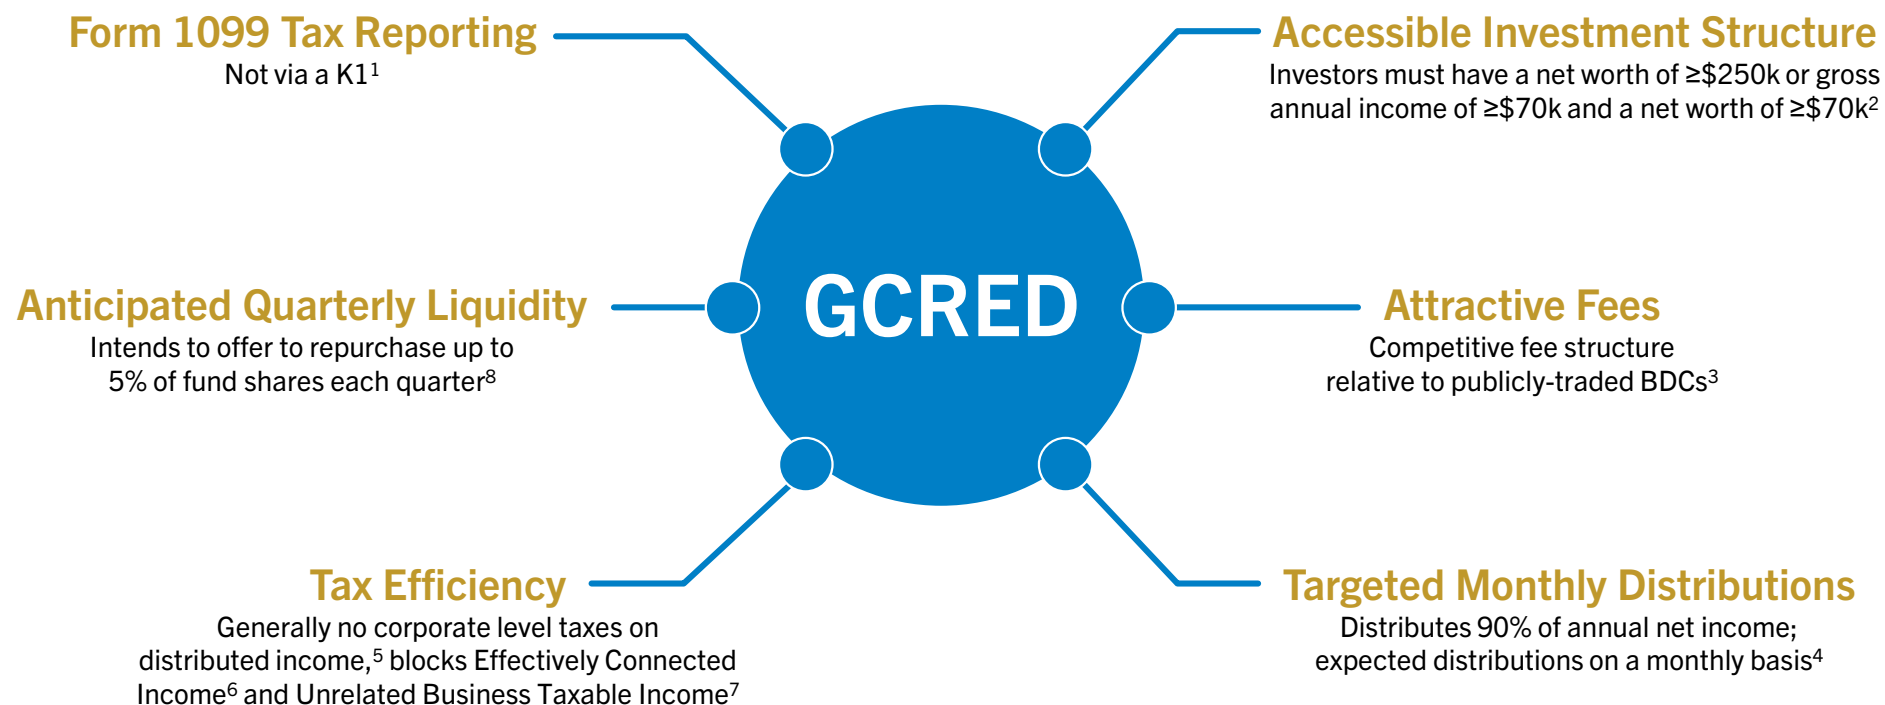 Form 1099 Tax Reporting
Not via a K1¹
Accessible Investment Structure
Investors must have a net worth of ≥$250k or gross
annual income of ≥$70k and a net worth of ≥$70k²
GCRED
Anticipated Quarterly Liquidity
Intends to offer to repurchase up to
5% of fund shares each quarter⁸
Attractive Fees
Competitive fee structure
relative to publicly-traded BDCs³
Tax Efficiency
Generally no corporate level taxes on
distributed income,⁵ blocks Effectively Connected
Income⁶ and Unrelated Business Taxable Income⁷
Targeted Monthly Distributions
Distributes 90% of annual net income;
expected distributions on a monthly basis⁴